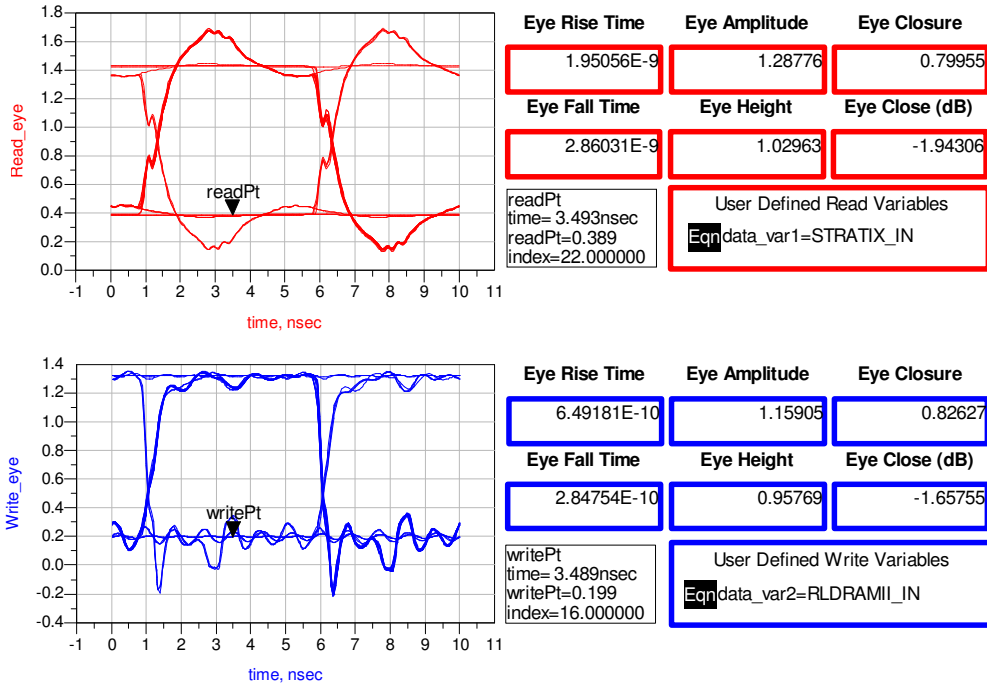 1.8
1.6
1.4
1.2
1.0
0.8
0.6
0.4
0.2
0.0
Read_eye
readPt
-1 0 1 2 3 4 5 6 7 8 9 10 11
time, nsec
Eye Rise Time Eye Amplitude Eye Closure
1.95056E-9 1.28776 0.79955
Eye Fall Time Eye Height Eye Close (dB)
2.86031E-9 1.02963 -1.94306
readPt
time= 3.493nsec
readPt=0.389
index=22.000000
User Defined Read Variables
Eqn data_var1=STRATIX_IN
1.4
1.2
1.0
0.8
0.6
0.4
0.2
0.0
-0.2
-0.4
Write_eye
writePt
-1 0 1 2 3 4 5 6 7 8 9 10 11
time, nsec
Eye Rise Time Eye Amplitude Eye Closure
6.49181E-10 1.15905 0.82627
Eye Fall Time Eye Height Eye Close (dB)
2.84754E-10 0.95769 -1.65755
writePt
time= 3.489nsec
writePt=0.199
index=16.000000
User Defined Write Variables
Eqn data_var2=RLDRAMII_IN